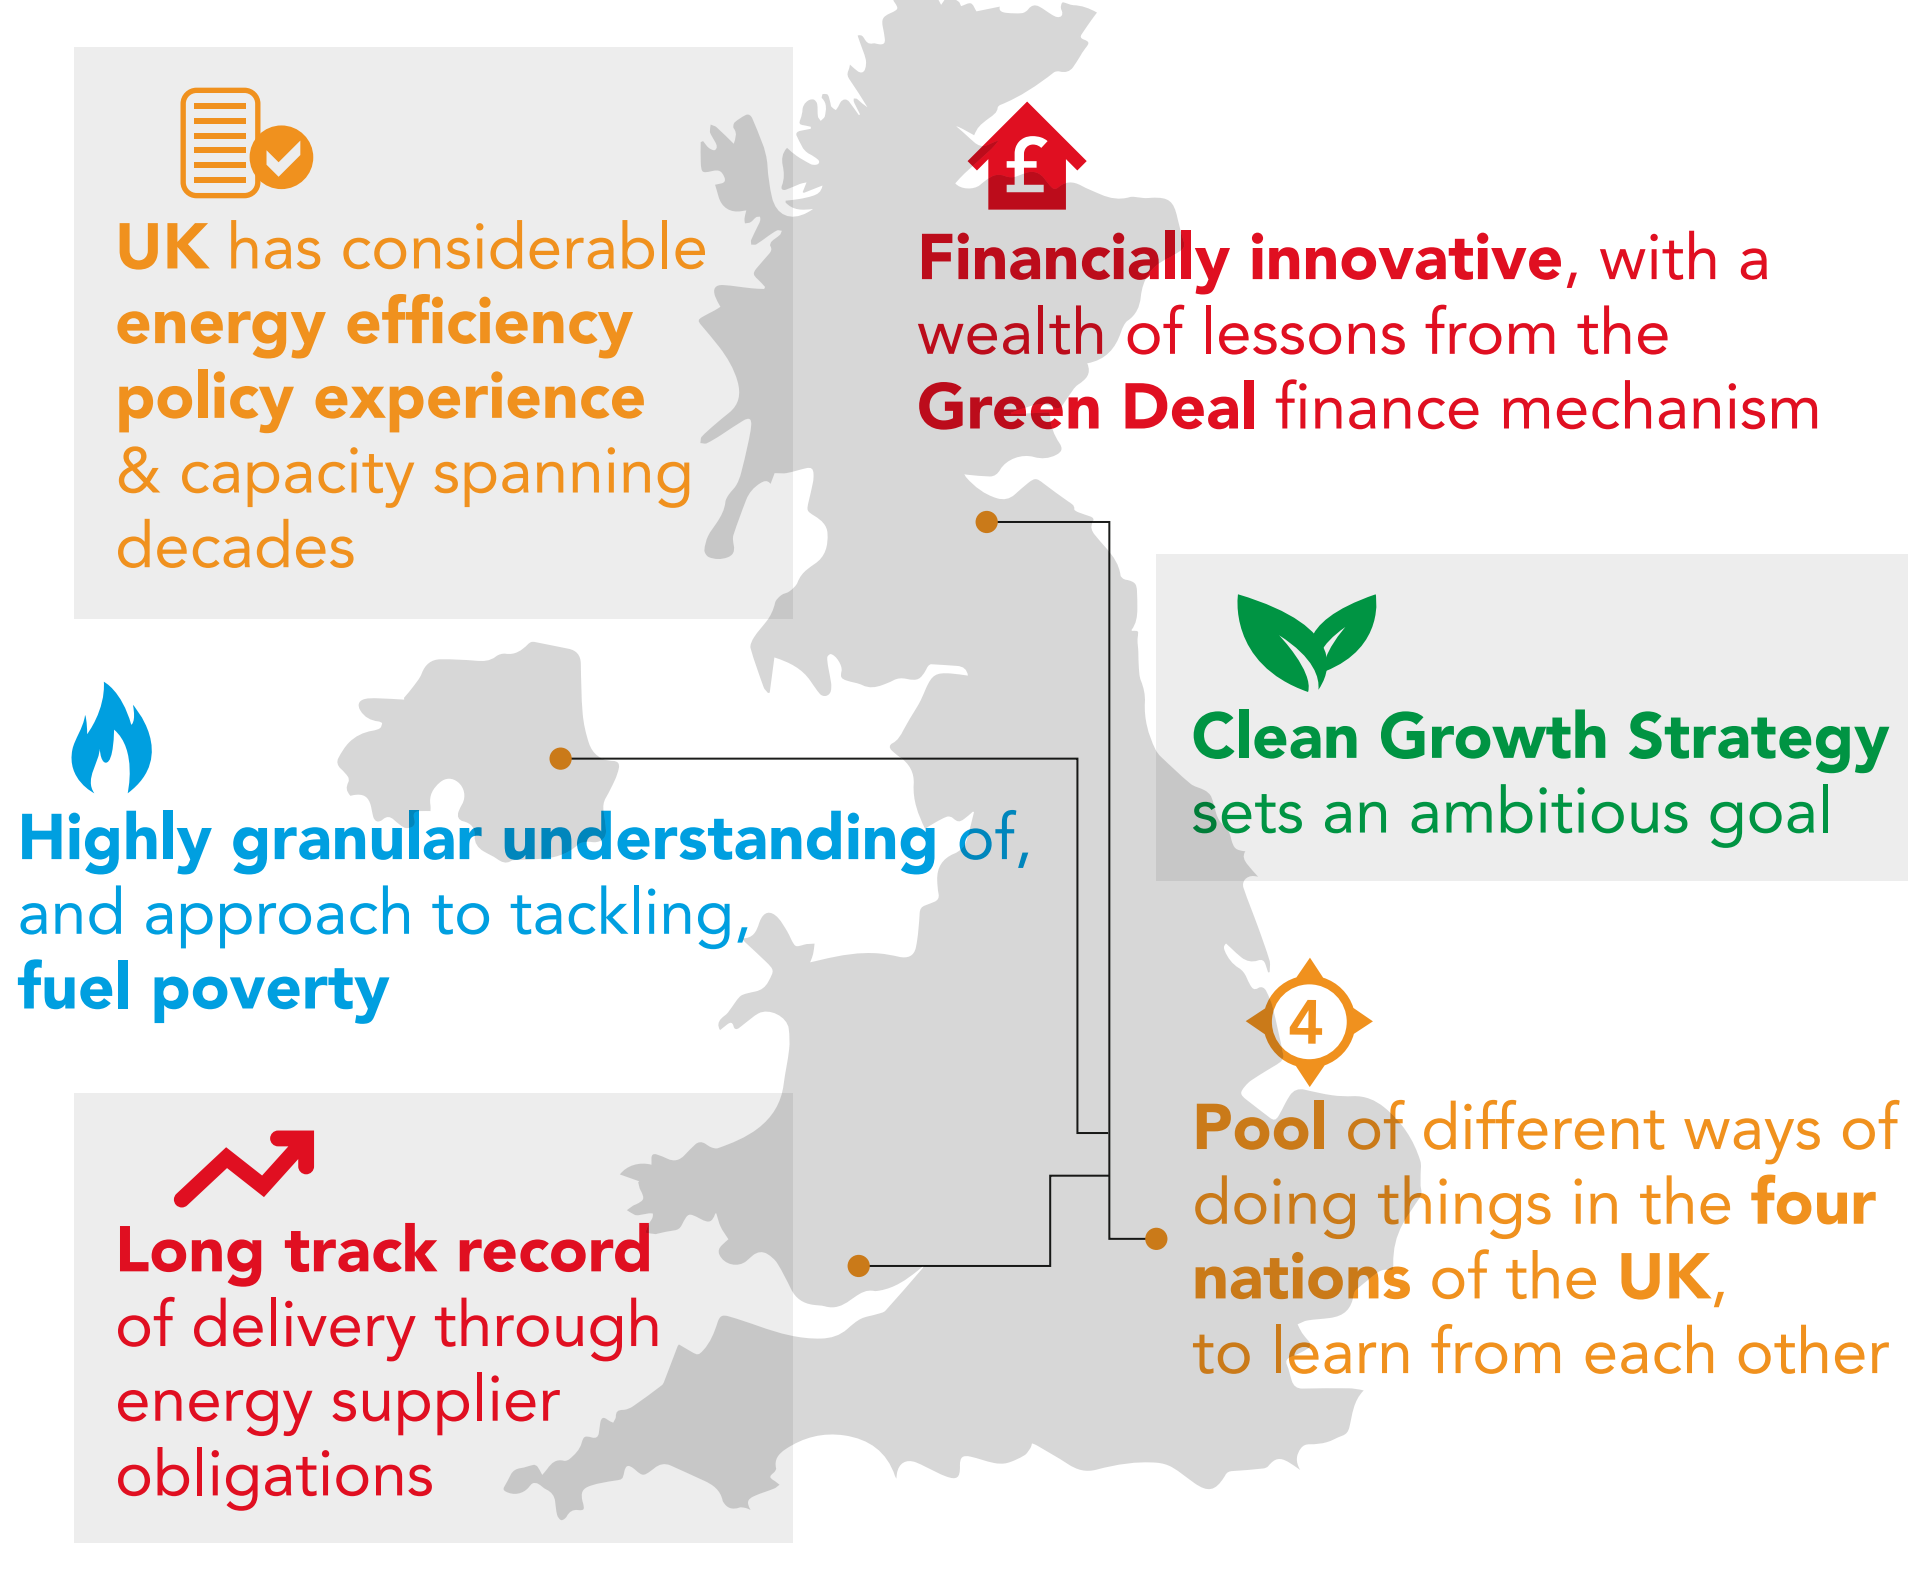 UK has considerable
energy efficiency
policy experience
& capacity spanning
decades
£
Financially innovative, with a
wealth of lessons from the
Green Deal finance mechanism
Clean Growth Strategy
sets an ambitious goal
Highly granular understanding of,
and approach to tackling,
fuel poverty
4
Pool of different ways of
doing things in the four
nations of the UK,
to learn from each other
Long track record
of delivery through
energy supplier
obligations